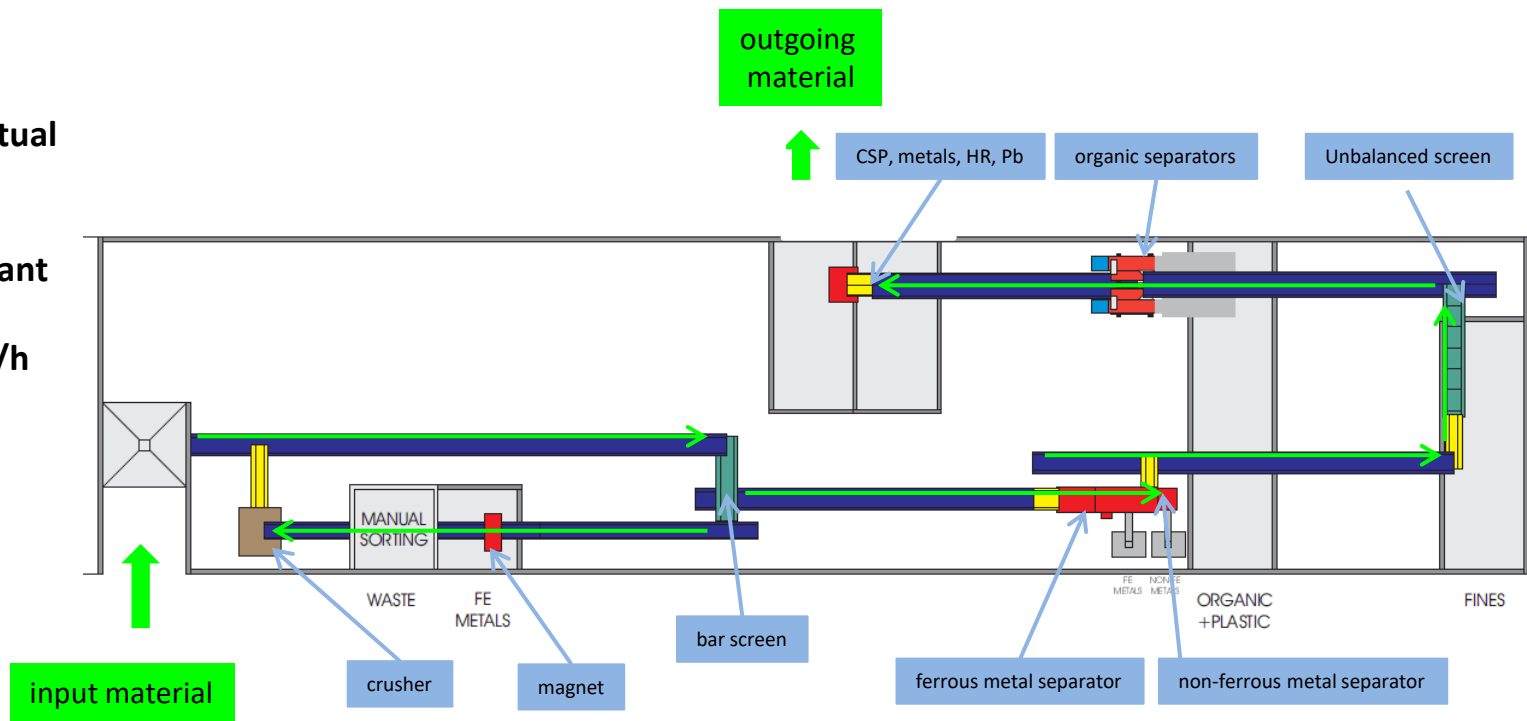 outgoing
material
tual
ant
/h
CSP, metals, HR, Pb
organic separators
Unbalanced screen
MANUAL
SORTING
WASTE
FE
METALS
FE
METALS
NON FE
METALS
ORGANIC
+PLASTIC
FINES
bar screen
input material
crusher
magnet
ferrous metal separator
non-ferrous metal separator